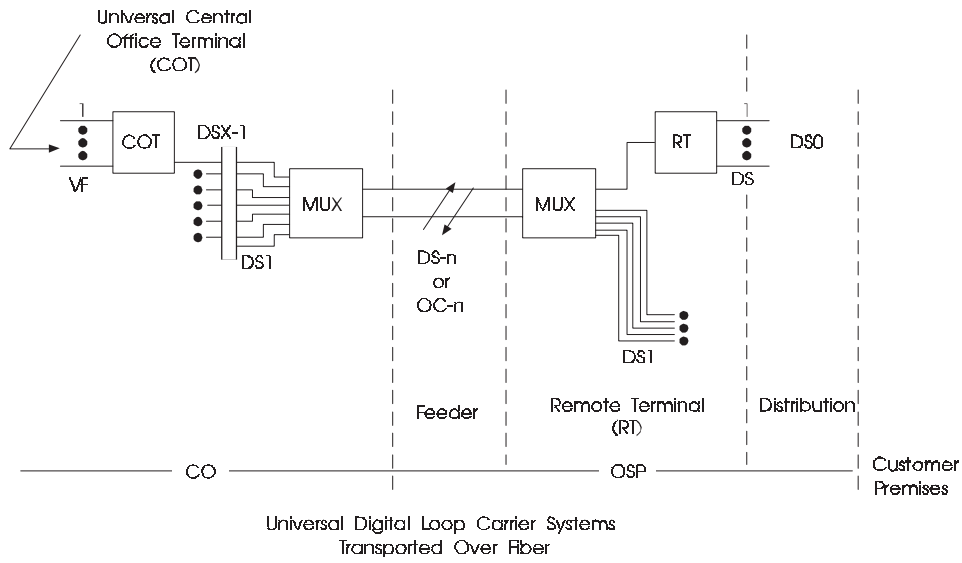 Universal Central
Office Terminal
(COT)
1
COT
VF
DSX-1
MUX
DS1
DS-n
or
OC-n
MUX
RT
1
DS0
DS
DS1
Feeder
Remote Terminal
(RT)
Distribution
CO
OSP
Customer
Premises
Universal Digital Loop Carrier Systems
Transported Over Fiber